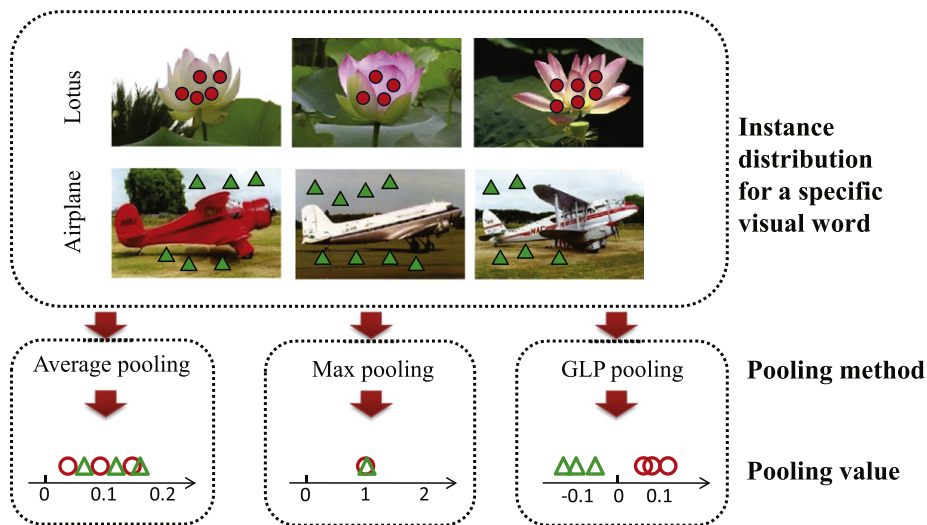 Lotus
Airplane
Instance
distribution
for a specific
visual word
Average pooling
Max pooling
GLP pooling
Pooling method
0
0.1
0.2
0
1
2
-0.1
0
0.1
Pooling value